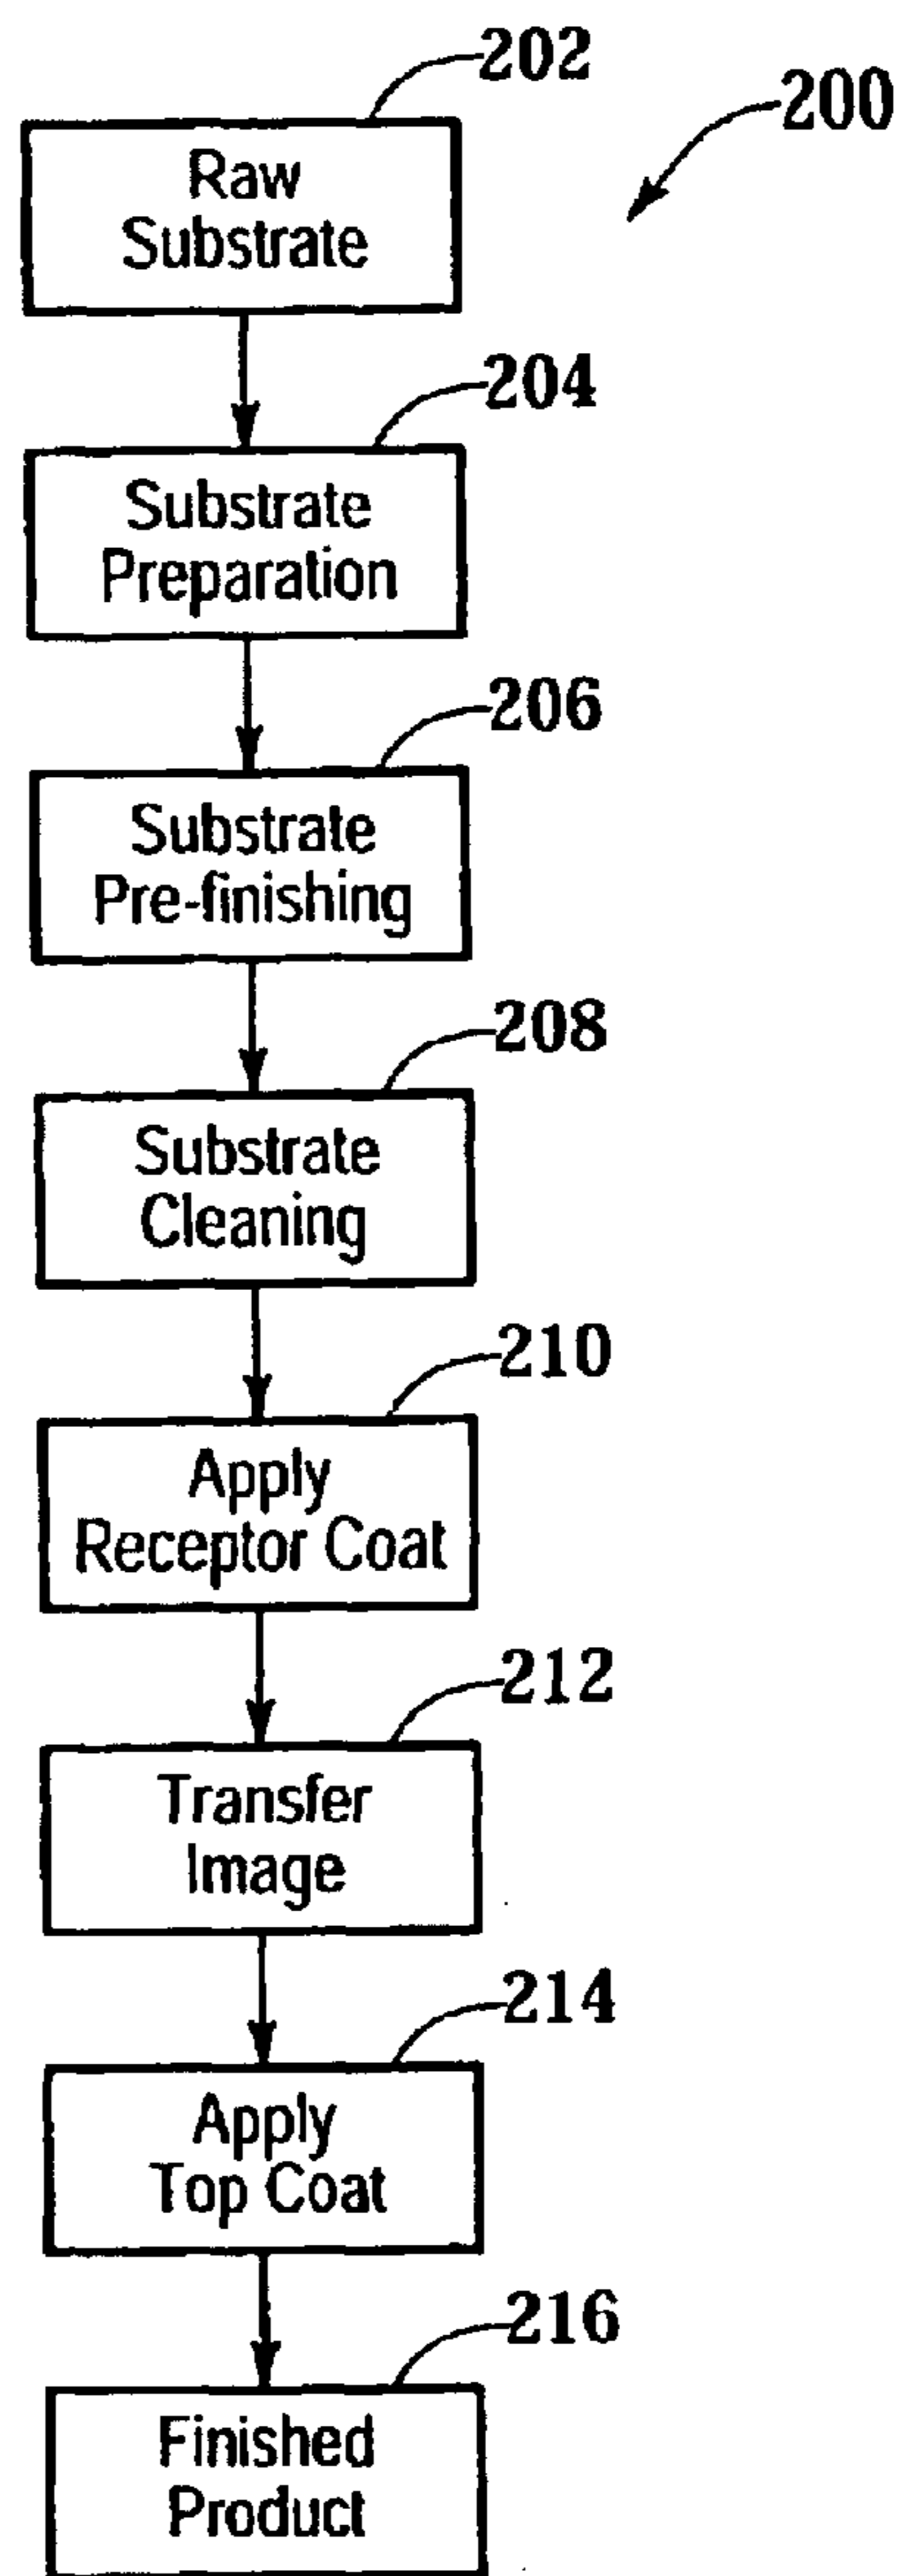 202
200
Raw
Substrate
204
Substrate
Preparation
206
Substrate
Pre-finishing
208
Substrate
Cleaning
210
Apply
Receptor Coat
212
Transfer
Image
214
Apply
Top Coat
216
Finished
Product